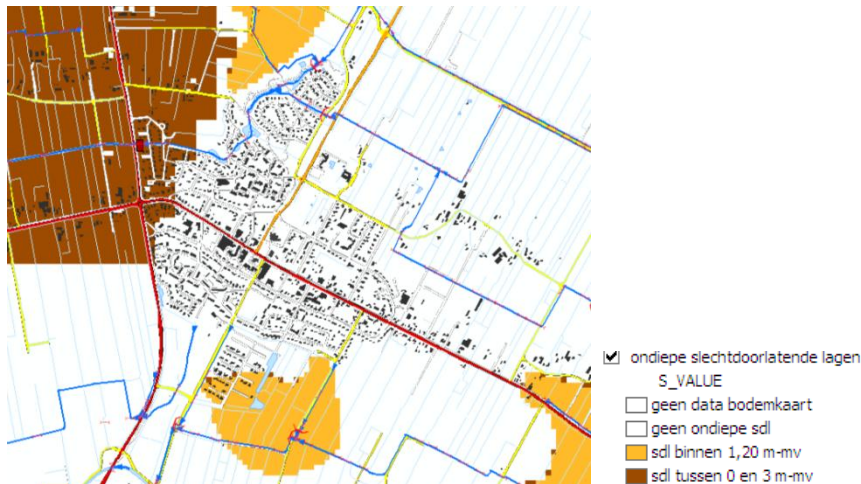 ondiepe slechtdoorlatende lagen
S_VALUE
geen data bodemkaart
geen ondiepe sdl
sdl binnen 1,20 m-mv
sdl tussen 0 en 3 m-mv